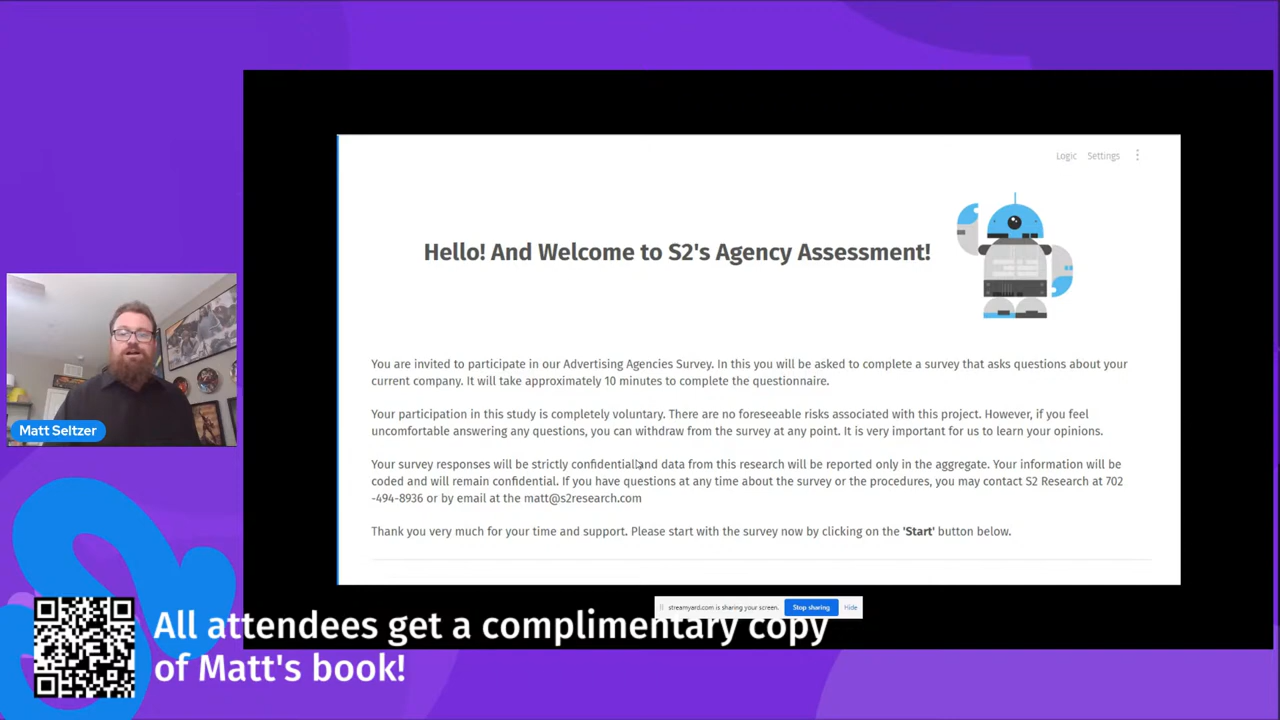 Logic Settings
Hello! And Welcome to S2's Agency Assessment!
You are invited to participate in our Advertising Agencies Survey. In this you will be asked to complete a survey that asks questions about your
current company. It will take approximately 10 minutes to complete the questionnaire.
Your participation in this study is completely voluntary. There are no foreseeable risks associated with this project. However, if you feel
uncomfortable answering any questions, you can withdraw from the survey at any point. It is very important for us to learn your opinions.
Your survey responses will be strictly confidential and data from this research will be reported only in the aggregate. Your information will be
coded and will remain confidential. If you have questions at any time about the survey or the procedures, you may contact S2 Research at 702
-494-8936 or by email at the matt@s2research.com
Thank you very much for your time and support. Please start with the survey now by clicking on the 'Start' button below.
Matt Seltzer
streamyard.com is sharing your screen. Stop sharing Hide
All attendees get a complimentary copy
of Matt's book!